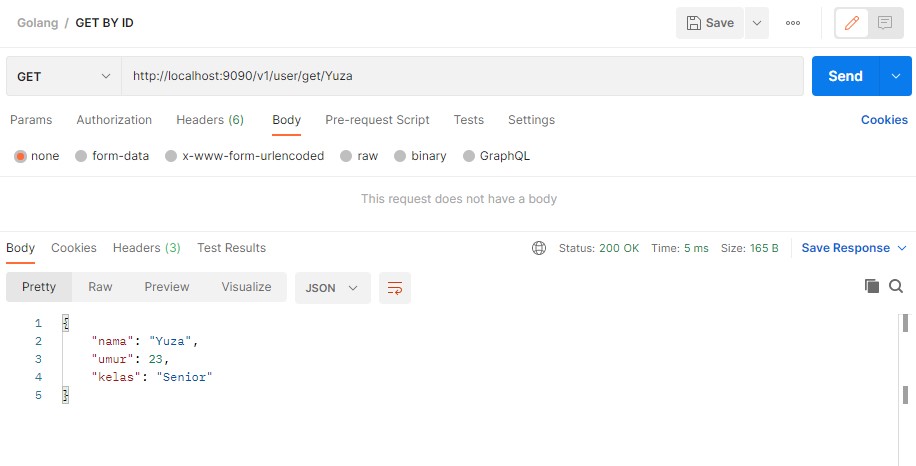 Golang / GET BY ID
Save
GET http://localhost:9090/v1/user/get/Yuza Send
Params Authorization Headers (6) Body Pre-request Script Tests Settings Cookies
none form-data x-www-form-urlencoded raw binary GraphQL
This request does not have a body
Body Cookies Headers (3) Test Results Status: 200 OK Time: 5 ms Size: 165 B Save Response
Pretty Raw Preview Visualize JSON
1 {
2 "nama": "Yuza",
3 "umur": 23,
4 "kelas": "Senior"
5 }